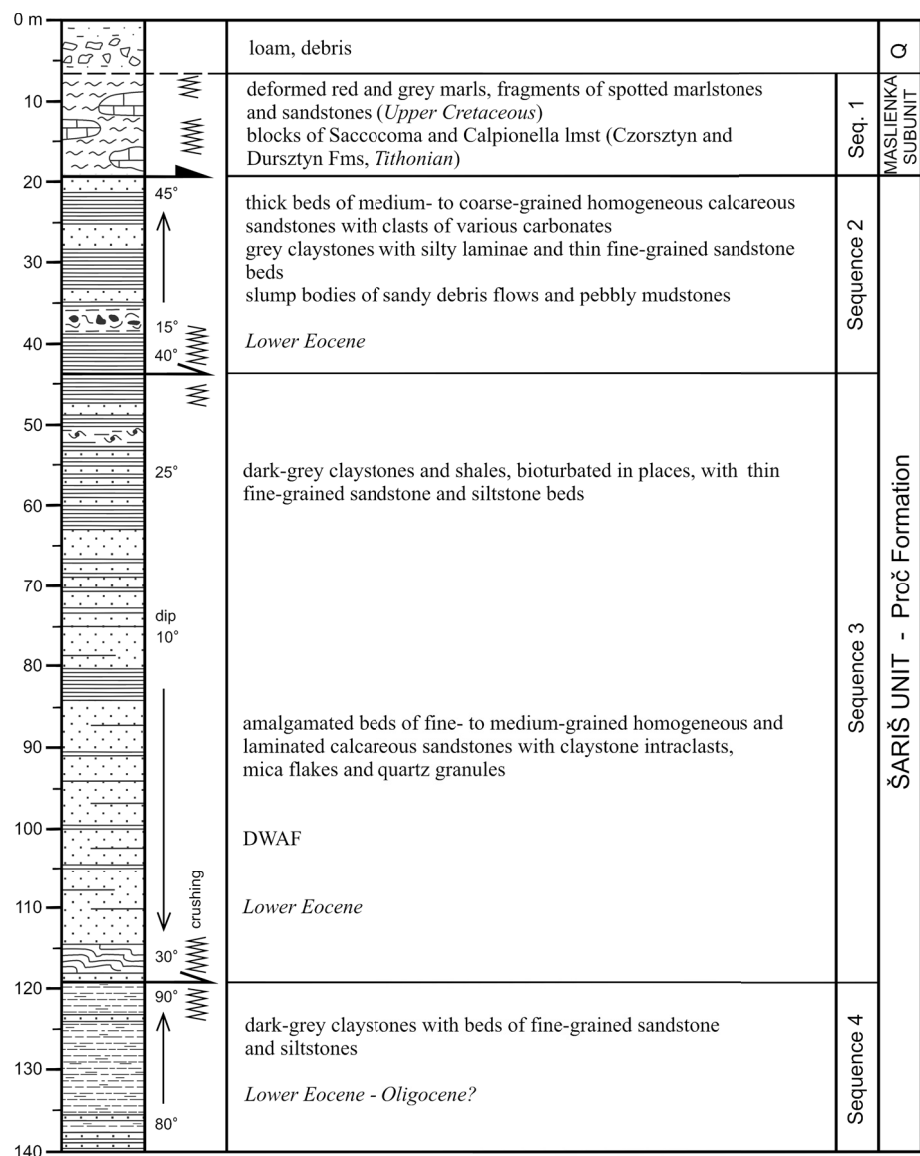 0 m
10
20
30
40
50
60
70
80
90
100
110
120
130
140
45°
15°
40°
25°
dip
10°
crushing
30°
90°
80°
loam, debris
deformed red and grey marls, fragments of spotted marlstones
and sandstones (Upper Cretaceous)
blocks of Saccocoma and Calpionella lmst (Czorsztyn and
Dursztyn Fms, Tithonian)
thick beds of medium- to coarse-grained homogeneous calcareous
sandstones with clasts of various carbonates
grey claystones with silty laminae and thin fine-grained sandstone
beds
slump bodies of sandy debris flows and pebbly mudstones
Lower Eocene
dark-grey claystones and shales, bioturbated in places, with thin
fine-grained sandstone and siltstone beds
amalgamated beds of fine- to medium-grained homogeneous and
laminated calcareous sandstones with claystone intraclasts,
mica flakes and quartz granules
DWAF
Lower Eocene
dark-grey claystones with beds of fine-grained sandstone
and siltstones
Lower Eocene - Oligocene?
Seq. 1
Sequence 2
Sequence 3
Sequence 4
Q
MASLIENKA
SUBUNIT
ŠARIŠ UNIT - Proč Formation